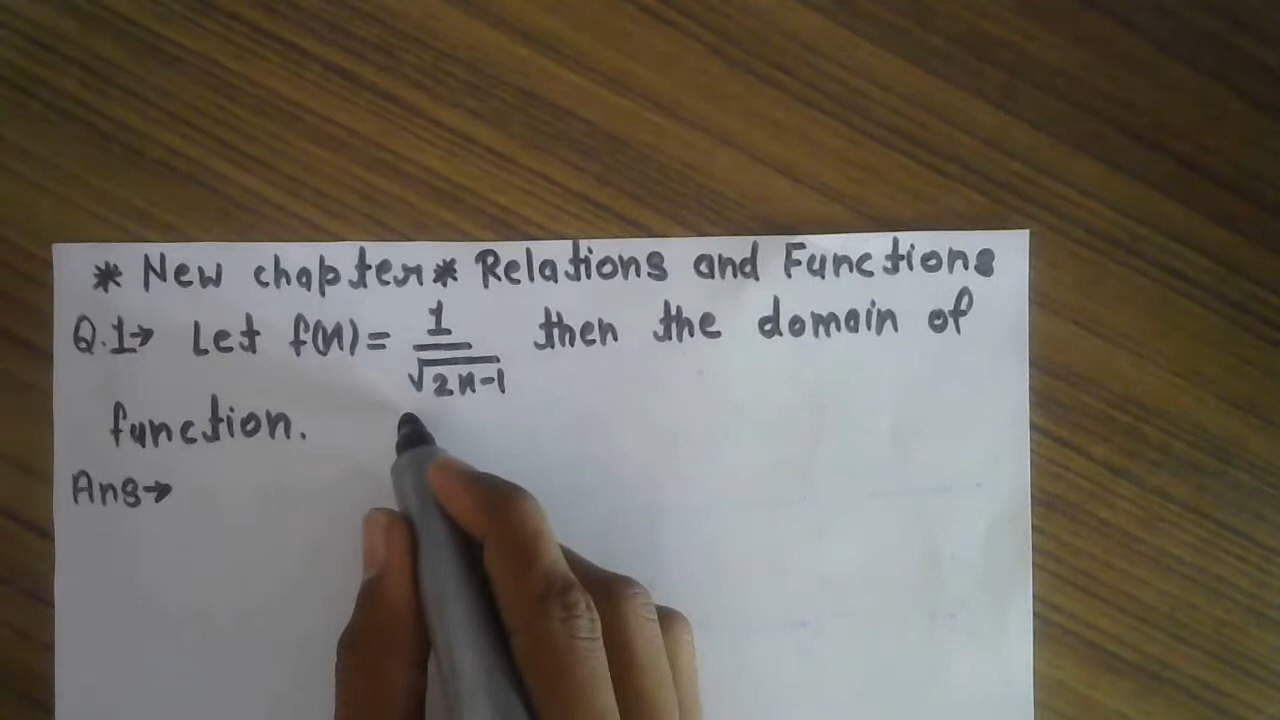 * New chapter * Relations and Functions
Q.1→ Let f(x) = 1/√2x-1 then the domain of
function.
Ans→